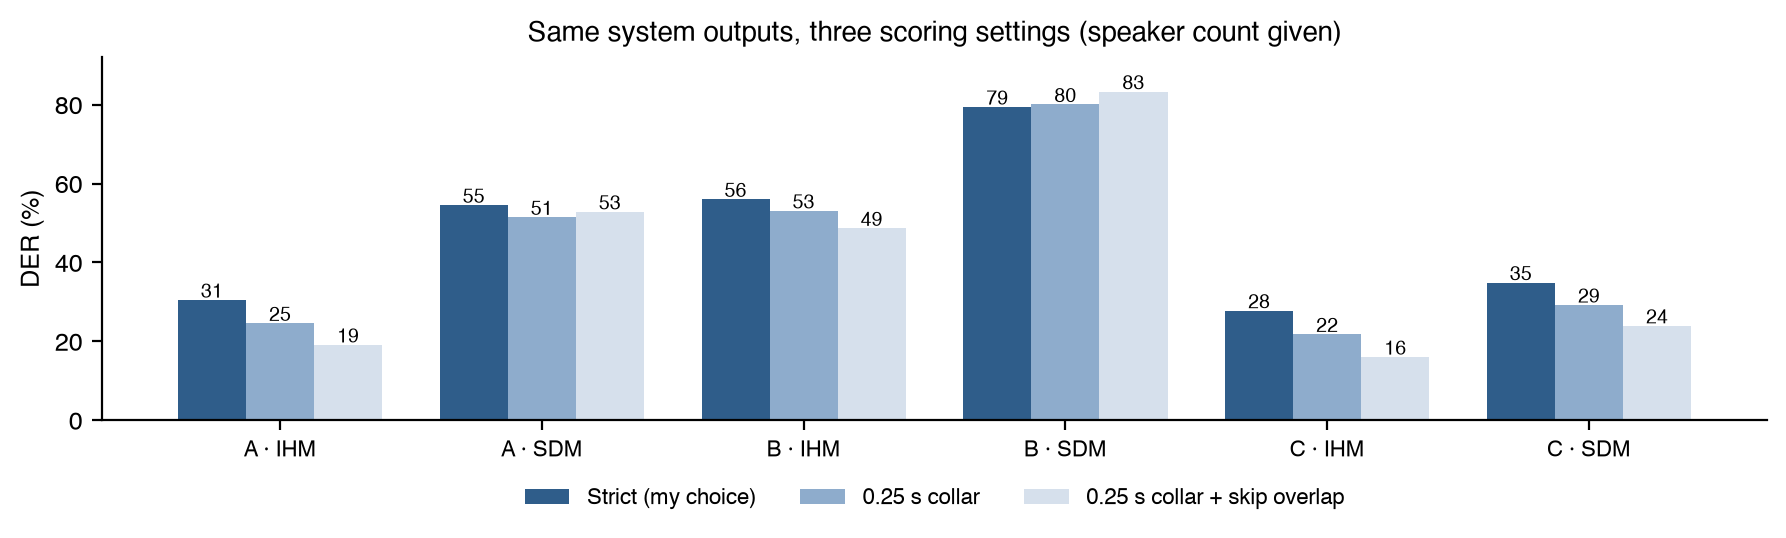 Same system outputs, three scoring settings (speaker count given)
DER (%)
80
60
40
20
0
31
25
19
55
51
53
56
53
49
79
80
83
28
22
16
35
29
24
A · IHM
A · SDM
B · IHM
B · SDM
C · IHM
C · SDM
Strict (my choice)
0.25 s collar
0.25 s collar + skip overlap